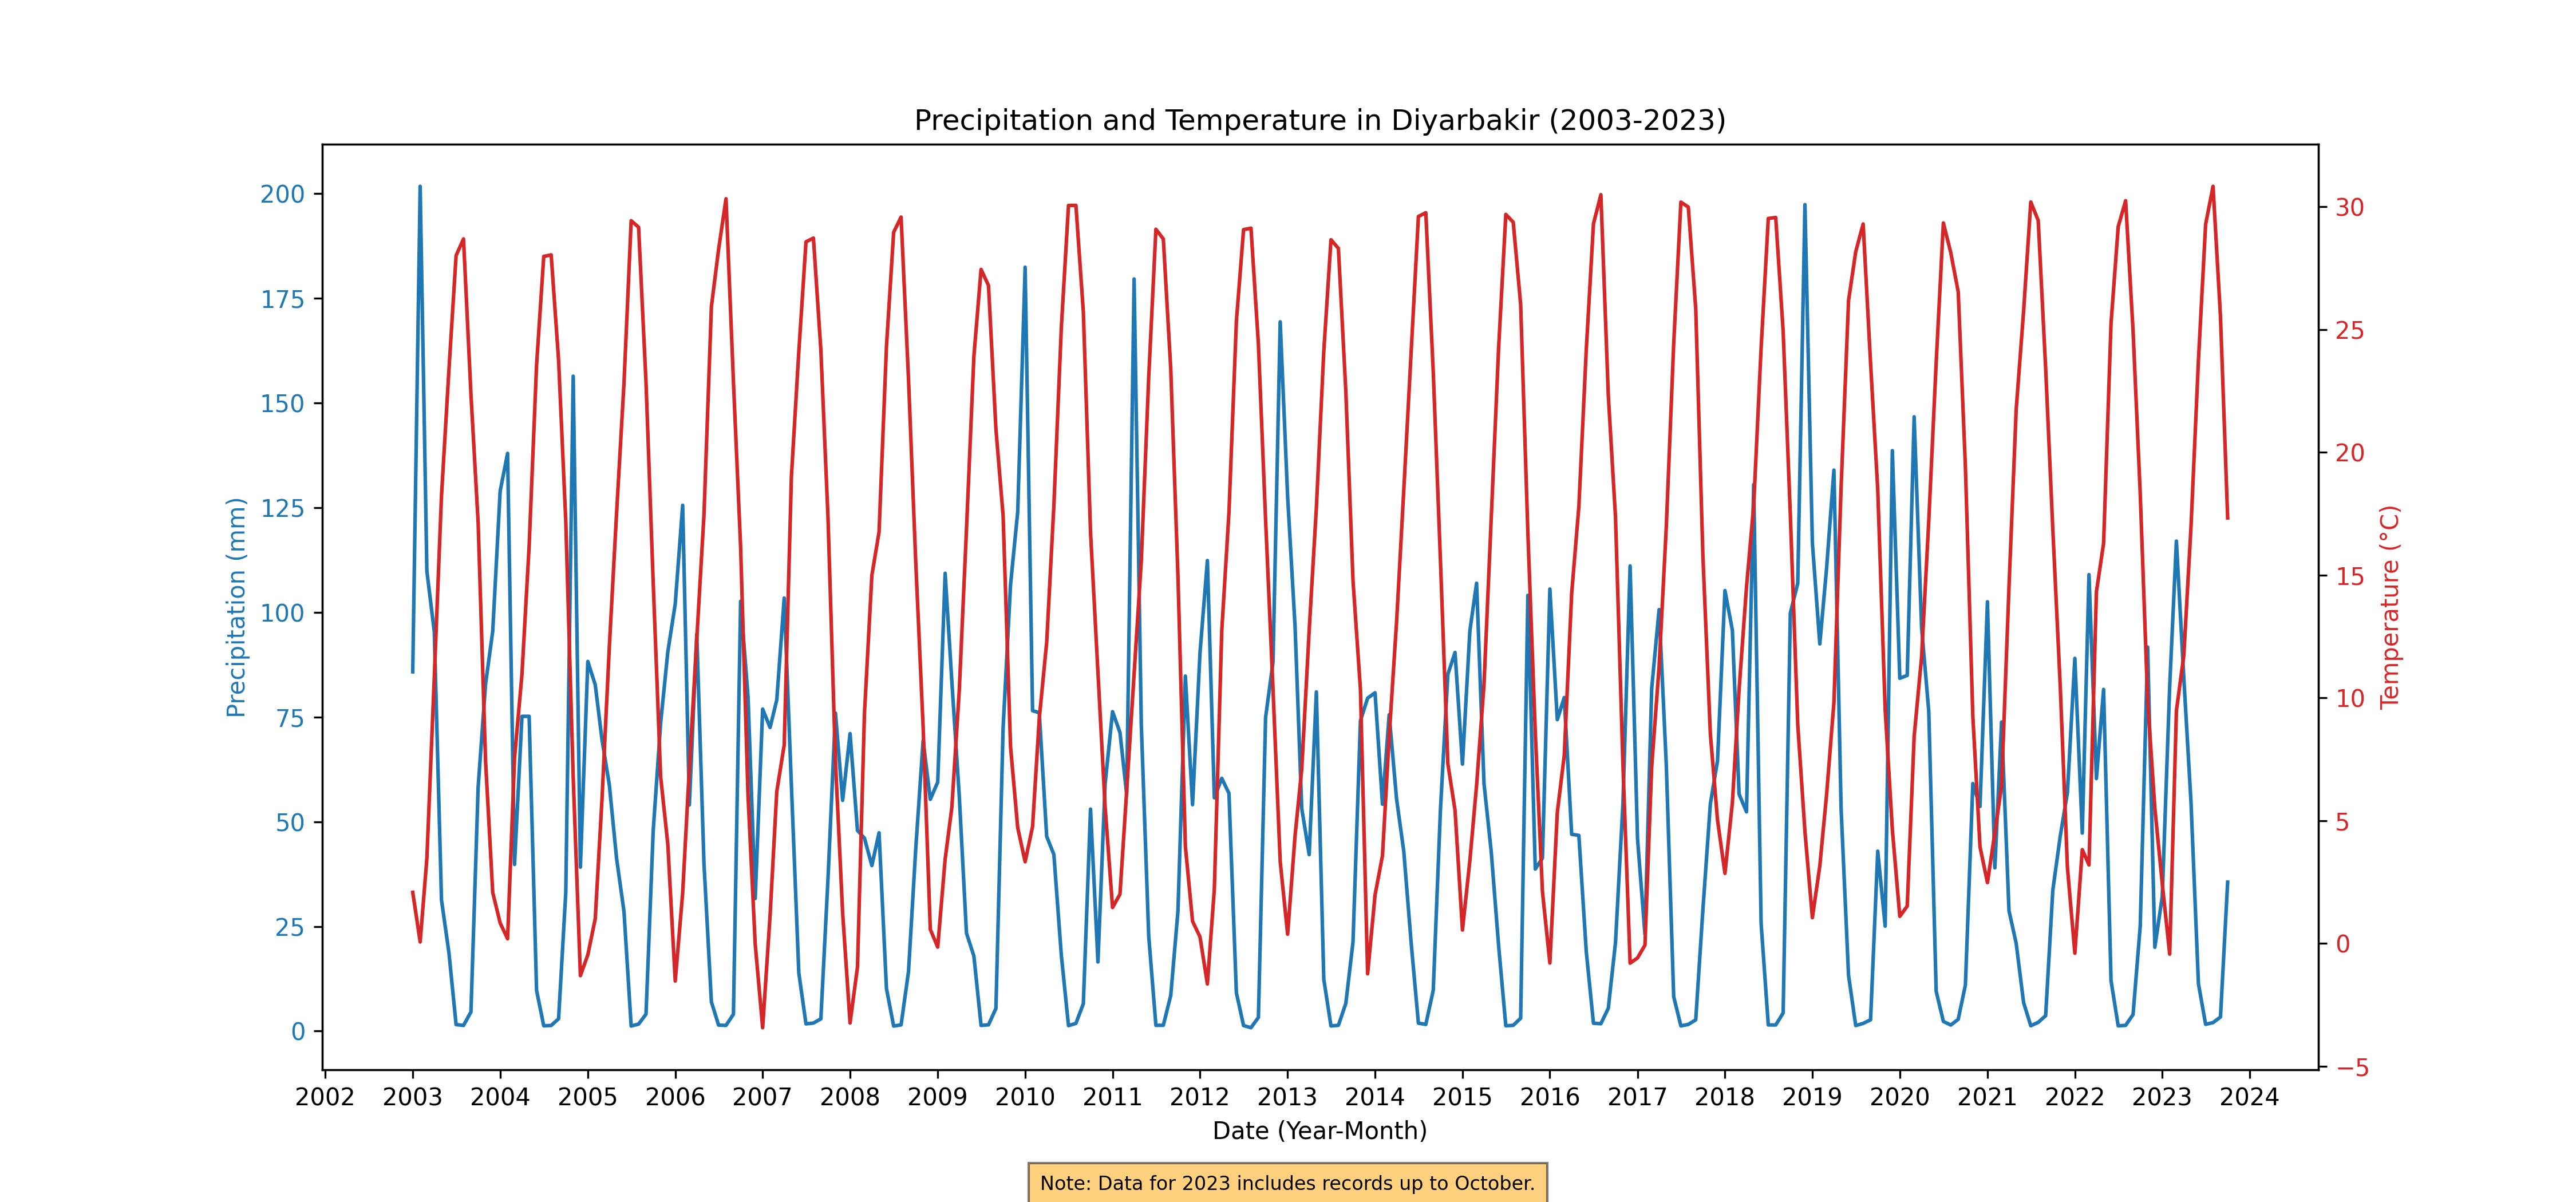 Precipitation and Temperature in Diyarbakir (2003-2023)
Precipitation (mm)
200
175
150
125
100
75
50
25
0
30
25
20
15
10
5
0
−5
Temperature (°C)
2002 2003 2004 2005 2006 2007 2008 2009 2010 2011 2012 2013 2014 2015 2016 2017 2018 2019 2020 2021 2022 2023 2024
Date (Year-Month)
Note: Data for 2023 includes records up to October.